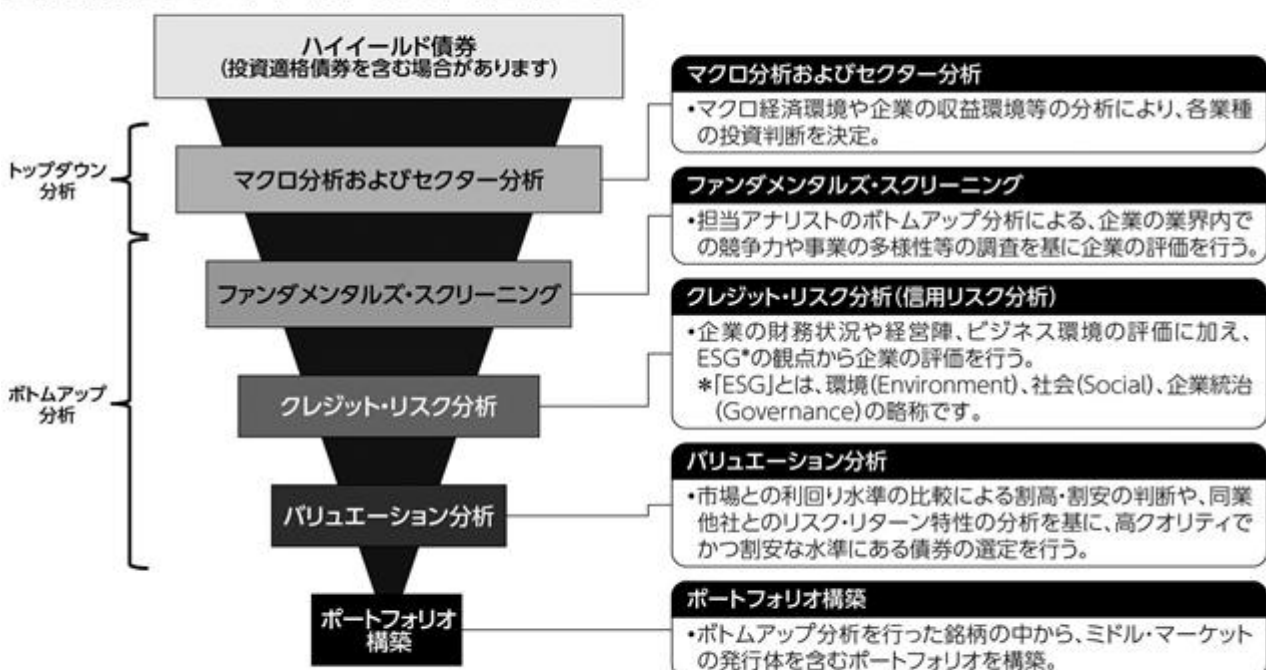 ハイイールド債券
(投資適格債券を含む場合があります)
トップダウン
分析
マクロ分析およびセクター分析
ファンダメンタルズ・スクリーニング
ボトムアップ
分析
クレジット・リスク分析
バリュエーション分析
ポートフォリオ
構築
マクロ分析およびセクター分析
•マクロ経済環境や企業の収益環境等の分析により、各業種
の投資判断を決定。
ファンダメンタルズ・スクリーニング
•担当アナリストのボトムアップ分析による、企業の業界内で
の競争力や事業の多様性等の調査を基に企業の評価を行う。
クレジット・リスク分析(信用リスク分析)
•企業の財務状況や経営陣、ビジネス環境の評価に加え、
ESG*の観点から企業の評価を行う。
*「ESG」とは、環境(Environment)、社会(Social)、企業統治
(Governance)の略称です。
バリュエーション分析
•市場との利回り水準の比較による割高・割安の判断や、同業
他社とのリスク・リターン特性の分析を基に、高クオリティで
かつ割安な水準にある債券の選定を行う。
ポートフォリオ構築
•ボトムアップ分析を行った銘柄の中から、ミドル・マーケット
の発行体を含むポートフォリオを構築。